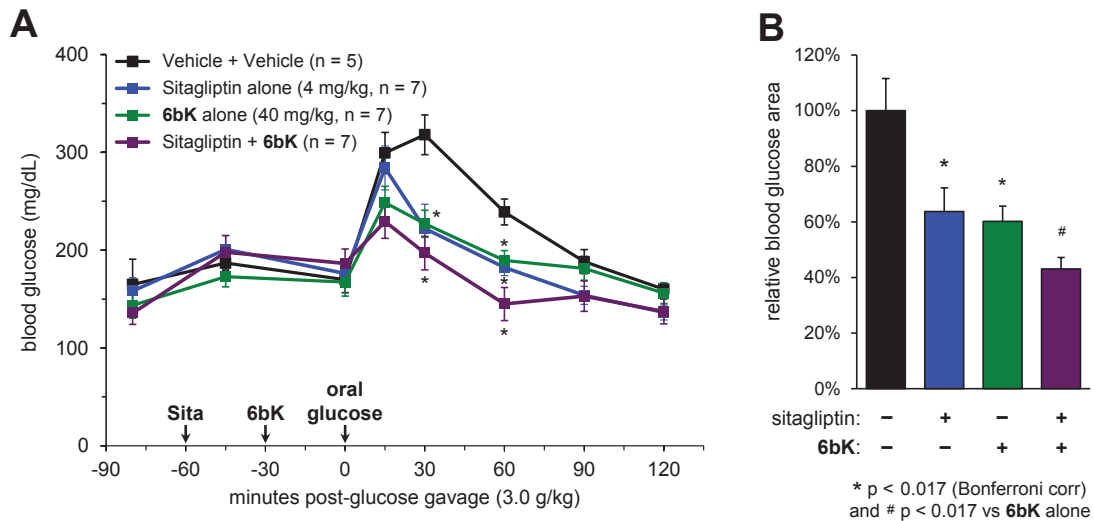 A
400
300
200
100
0
blood glucose (mg/dL)
Vehicle + Vehicle (n = 5)
Sitagliptin alone (4 mg/kg, n = 7)
6bK alone (40 mg/kg, n = 7)
Sitagliptin + 6bK (n = 7)
*
*
*
*
*
Sita
6bK
oral
glucose
-90
-60
-30
0
30
60
90
120
minutes post-glucose gavage (3.0 g/kg)
B
120%
100%
80%
60%
40%
20%
0%
relative blood glucose area
*
*
#
sitagliptin: – + – +
6bK: – – + +
* p < 0.017 (Bonferroni corr)
and # p < 0.017 vs 6bK alone